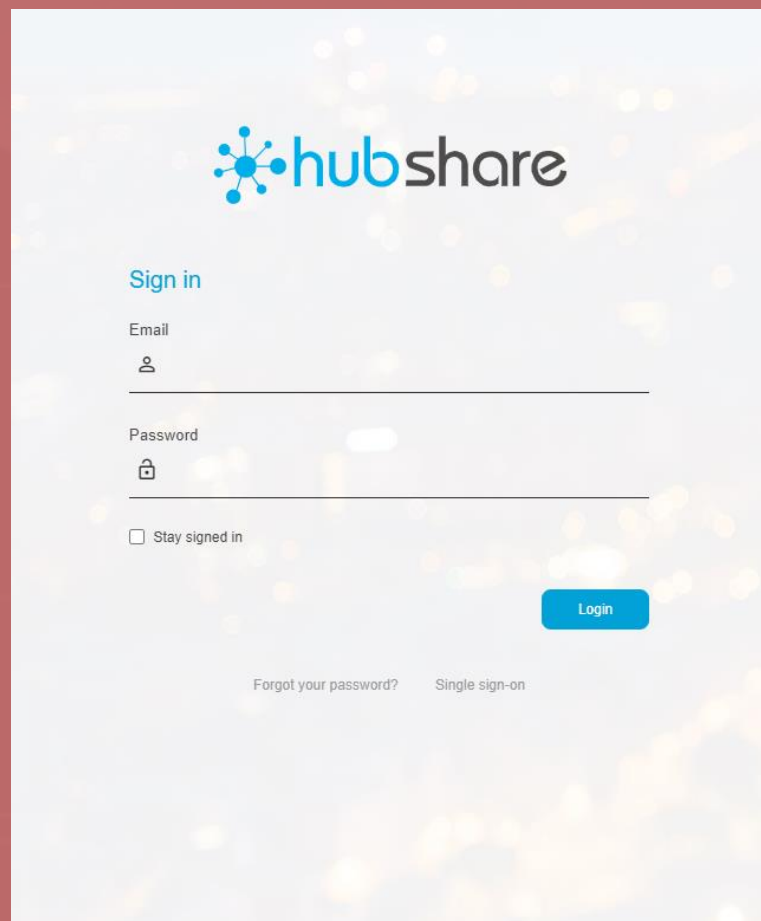 hubshare
Sign in
Email
Password
Stay signed in
Login
Forgot your password? Single sign-on